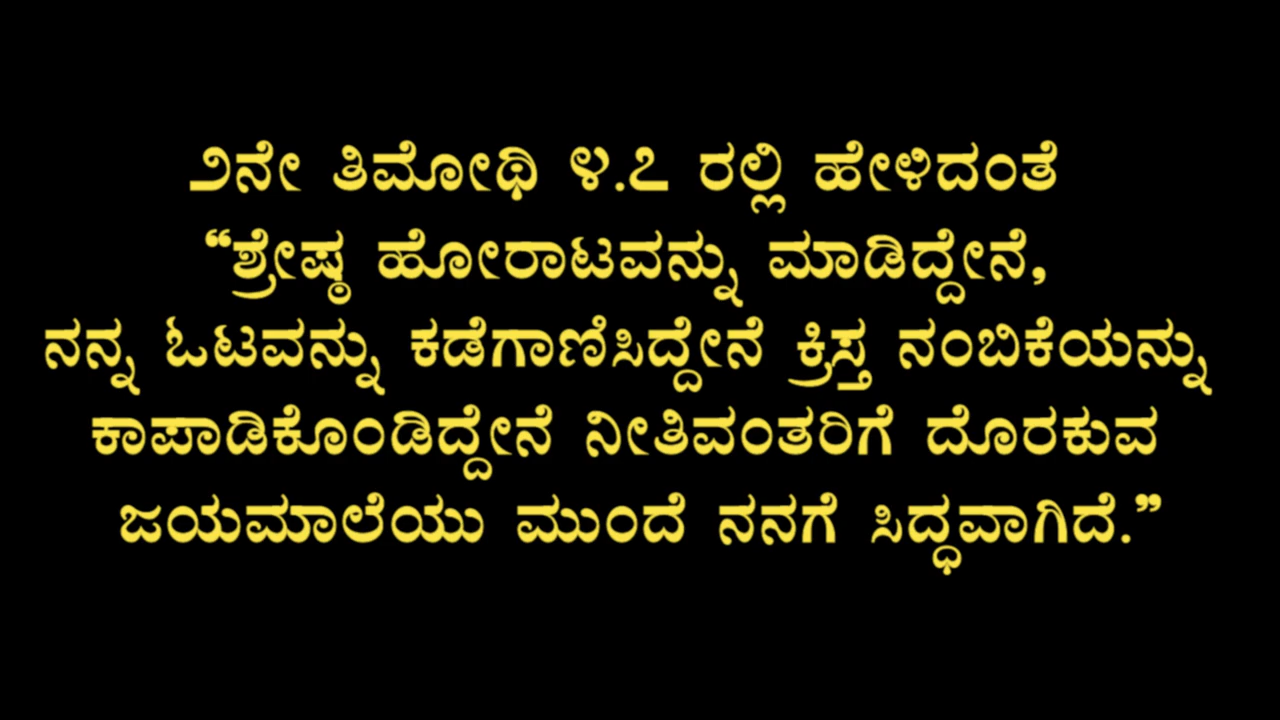 ೨ನೇ ತಿಮೋಥಿ ೪.೭ ರಲ್ಲಿ ಹೇಳಿದಂತೆ
“ಶ್ರೇಷ್ಠ ಹೋರಾಟವನ್ನು ಮಾಡಿದ್ದೇನೆ,
ನನ್ನ ಓಟವನ್ನು ಕಡೆಗಾಣಿಸಿದ್ದೇನೆ ಕ್ರಿಸ್ತ ನಂಬಿಕೆಯನ್ನು
ಕಾಪಾಡಿಕೊಂಡಿದ್ದೇನೆ ನೀತಿವಂತರಿಗೆ ದೊರಕುವ
ಜಯಮಾಲೆಯು ಮುಂದೆ ನನಗೆ ಸಿದ್ಧವಾಗಿದೆ.”